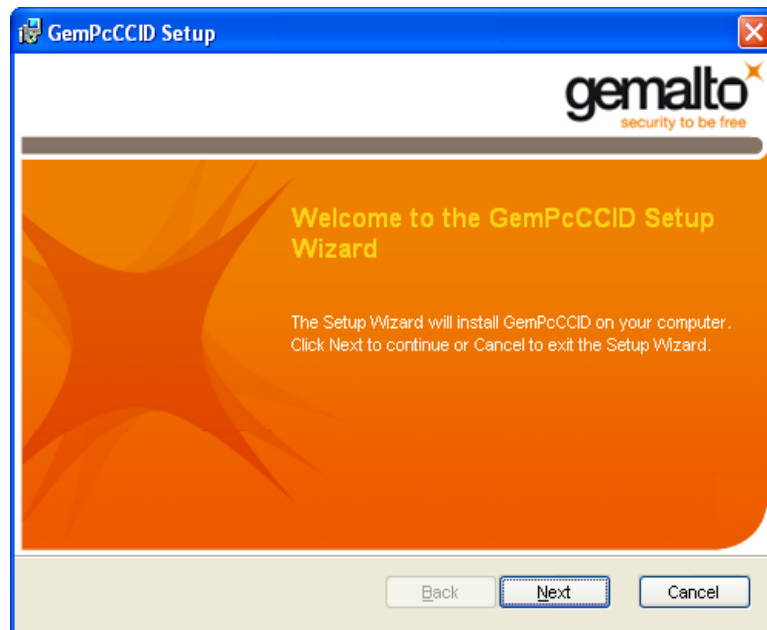 GemPcCCID Setup
gemalto
security to be free
Welcome to the GemPcCCID Setup
Wizard
The Setup Wizard will install GemPcCCID on your computer.
Click Next to continue or Cancel to exit the Setup Wizard.
Back Next Cancel